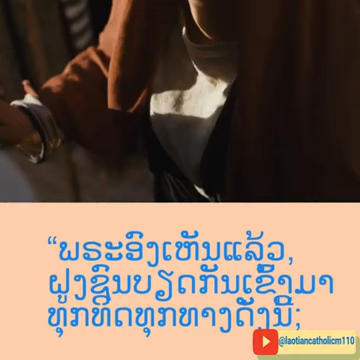 “ພຣະອົງເຫັນແລ້ວ,
ຝູງຊົນບຽດກັນເຂົ້າມາ
ທຸກທິດທຸກທາງດັ່ງນີ້;
@laotiancatholicm110